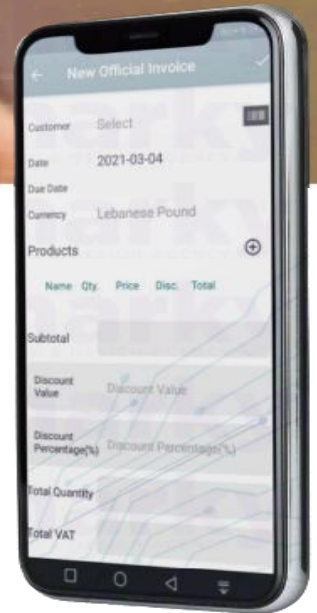 New Official Invoice
Customer Select
Date 2021-03-04
Due Date
Currency Lebanese Pound
Products
Name Qty. Price Disc. Total
Subtotal
Discount Value Discount Value
Discount Percentage(%) Discount Percentage(%)
Total Quantity
Total VAT